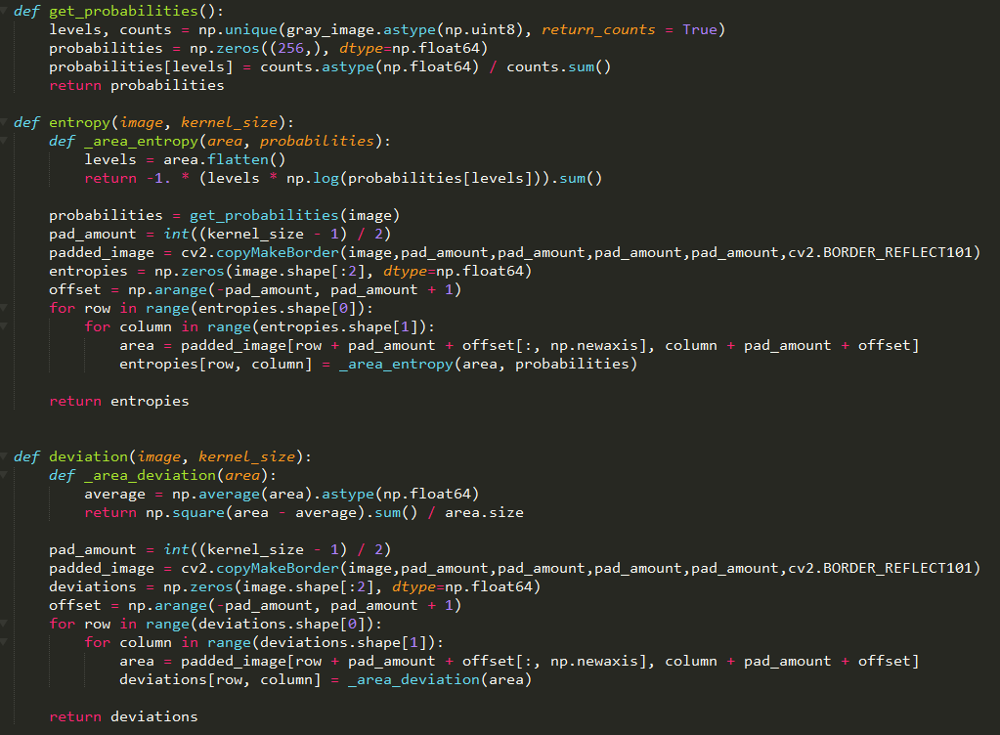 def get_probabilities():
    levels, counts = np.unique(gray_image.astype(np.uint8), return_counts = True)
    probabilities = np.zeros((256,), dtype=np.float64)
    probabilities[levels] = counts.astype(np.float64) / counts.sum()
    return probabilities

def entropy(image, kernel_size):
    def _area_entropy(area, probabilities):
        levels = area.flatten()
        return -1. * (levels * np.log(probabilities[levels])).sum()

    probabilities = get_probabilities(image)
    pad_amount = int((kernel_size - 1) / 2)
    padded_image = cv2.copyMakeBorder(image,pad_amount,pad_amount,pad_amount,pad_amount,cv2.BORDER_REFLECT101)
    entropies = np.zeros(image.shape[:2], dtype=np.float64)
    offset = np.arange(-pad_amount, pad_amount + 1)
    for row in range(entropies.shape[0]):
        for column in range(entropies.shape[1]):
            area = padded_image[row + pad_amount + offset[:, np.newaxis], column + pad_amount + offset]
            entropies[row, column] = _area_entropy(area, probabilities)

    return entropies


def deviation(image, kernel_size):
    def _area_deviation(area):
        average = np.average(area).astype(np.float64)
        return np.square(area - average).sum() / area.size

    pad_amount = int((kernel_size - 1) / 2)
    padded_image = cv2.copyMakeBorder(image,pad_amount,pad_amount,pad_amount,pad_amount,cv2.BORDER_REFLECT101)
    deviations = np.zeros(image.shape[:2], dtype=np.float64)
    offset = np.arange(-pad_amount, pad_amount + 1)
    for row in range(deviations.shape[0]):
        for column in range(deviations.shape[1]):
            area = padded_image[row + pad_amount + offset[:, np.newaxis], column + pad_amount + offset]
            deviations[row, column] = _area_deviation(area)

    return deviations